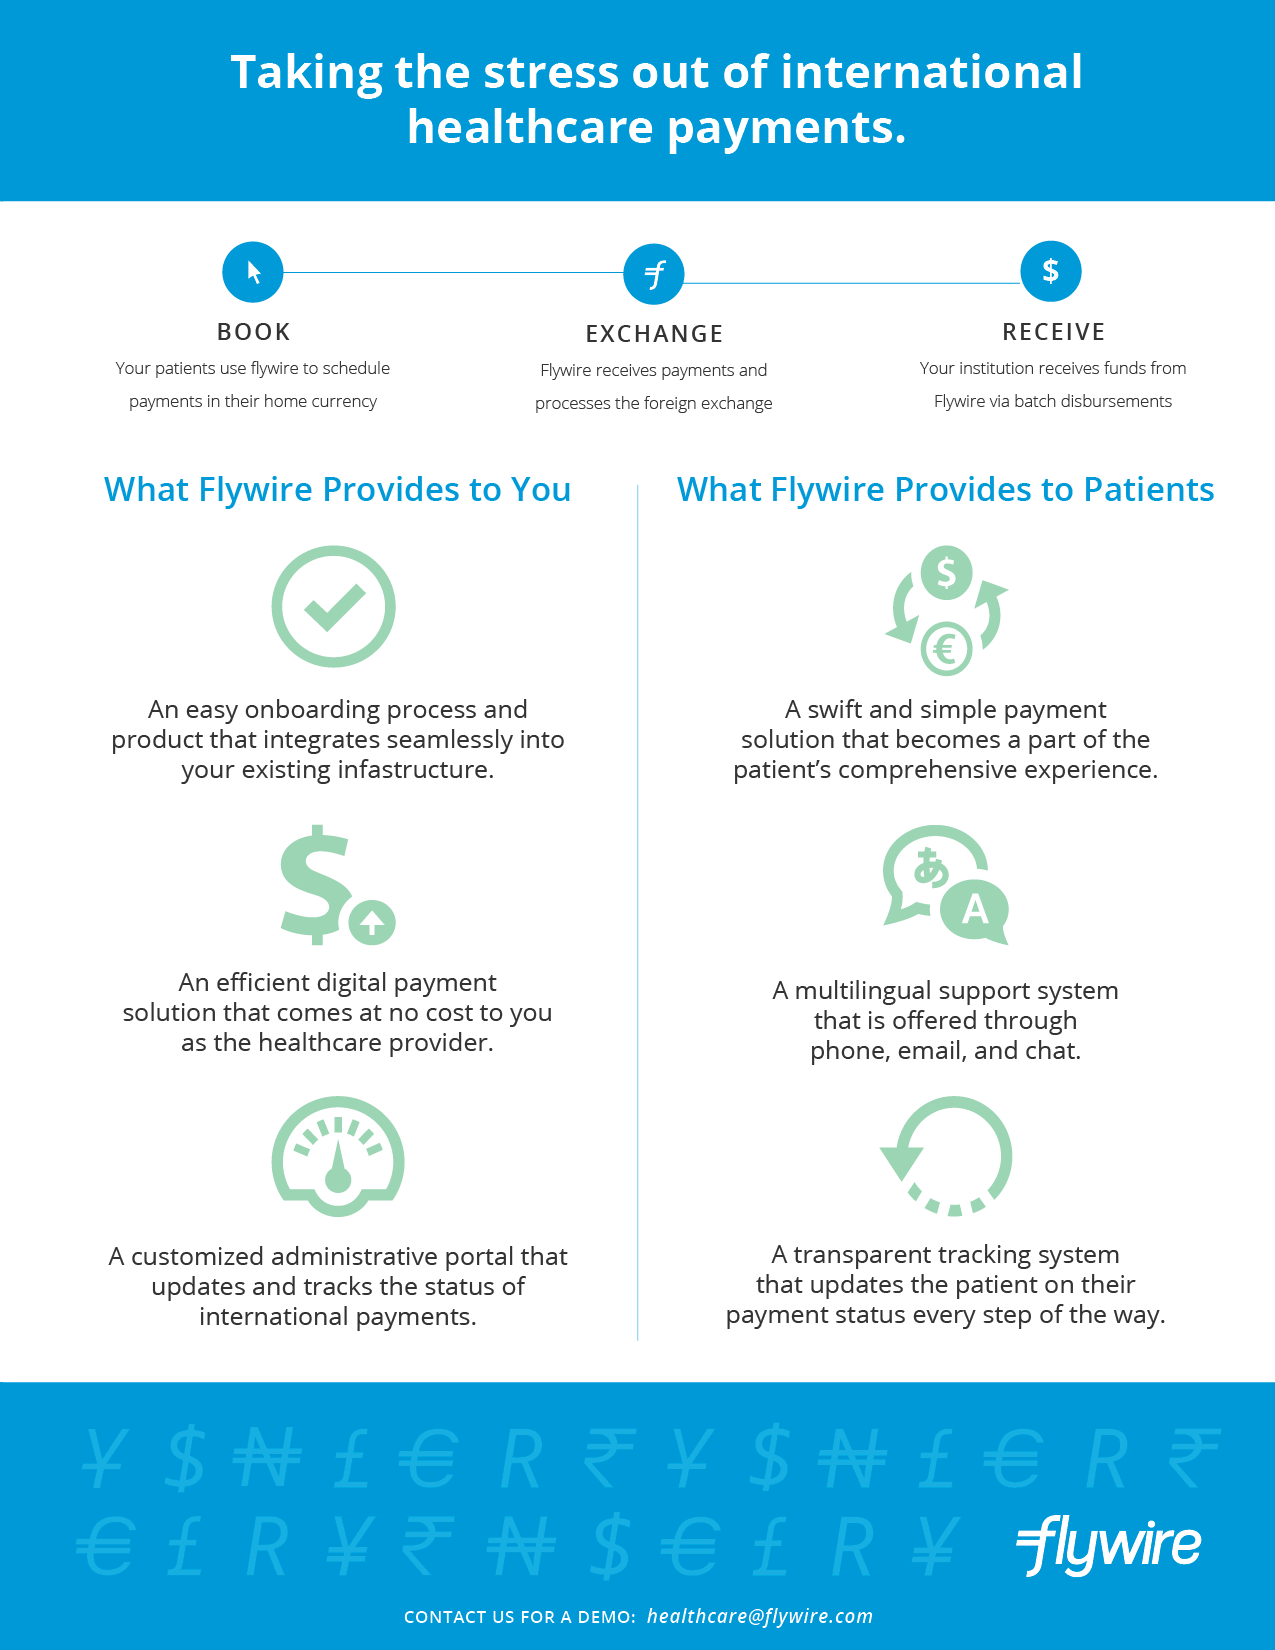 Taking the stress out of international
healthcare payments.
$
BOOK
Your patients use flywire to schedule
payments in their home currency
EXCHANGE
Flywire receives payments and
processes the foreign exchange
RECEIVE
Your institution receives funds from
Flywire via batch disbursements
What Flywire Provides to You
An easy onboarding process and
product that integrates seamlessly into
your existing infastructure.
$
An efficient digital payment
solution that comes at no cost to you
as the healthcare provider.
A customized administrative portal that
updates and tracks the status of
international payments.
What Flywire Provides to Patients
$
€
A swift and simple payment
solution that becomes a part of the
patient’s comprehensive experience.
あ
A
A multilingual support system
that is offered through
phone, email, and chat.
A transparent tracking system
that updates the patient on their
payment status every step of the way.
¥ $ ₦ £ € R ₹ ¥ $ ₦ £ € R ₹
€ £ R ¥ ₹ ₦ $ € £ R ¥
flywire
CONTACT US FOR A DEMO: healthcare@flywire.com